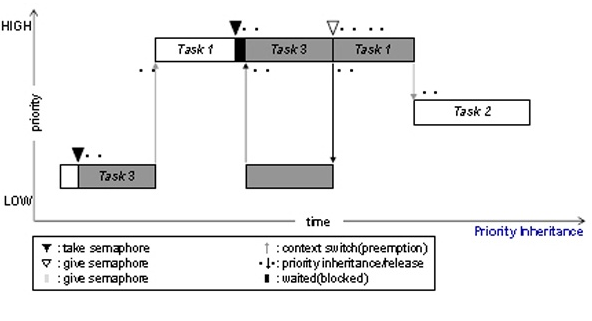 HIGH
Task 1
Task 3
Task 1
priority
Task 2
Task 3
LOW
time
Priority Inheritance
: take semaphore
: context switch(preemption)
: give semaphore
: priority inheritance/release
: give semaphore
: waited(blocked)